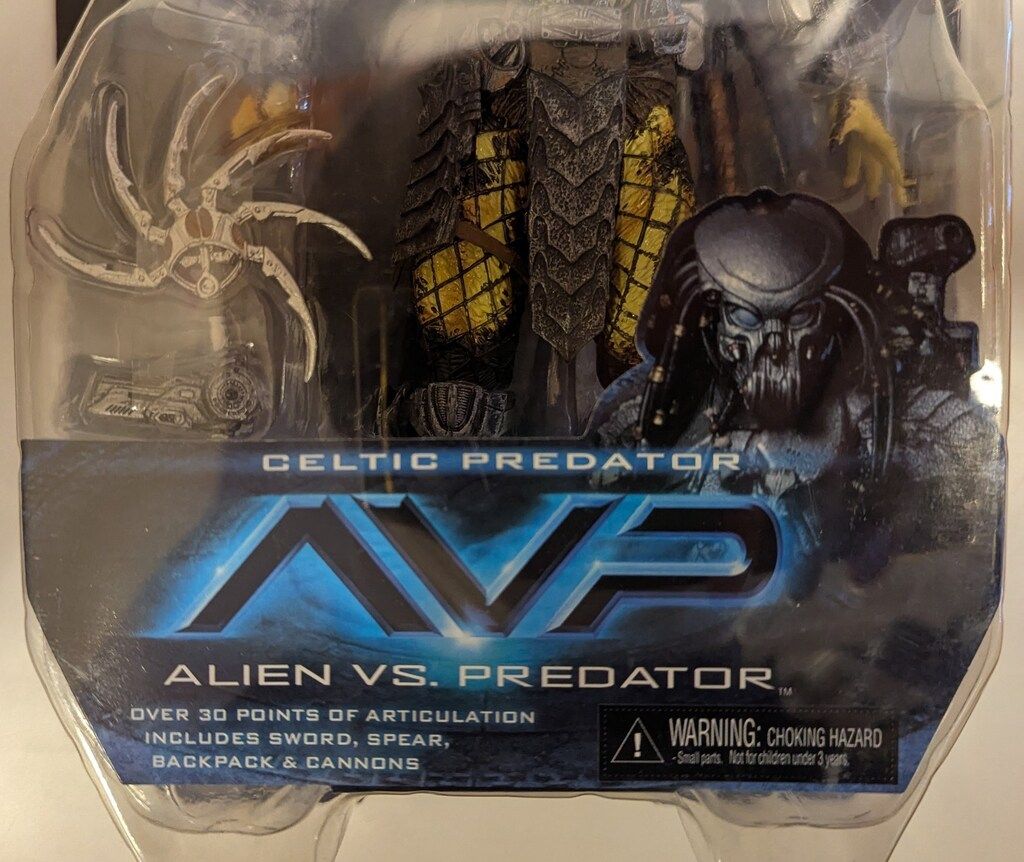 CELTIC PREDATOR
AVP
ALIEN VS. PREDATOR™
OVER 30 POINTS OF ARTICULATION
INCLUDES SWORD, SPEAR,
BACKPACK & CANNONS
WARNING: CHOKING HAZARD
- Small parts. Not for children under 3 years.